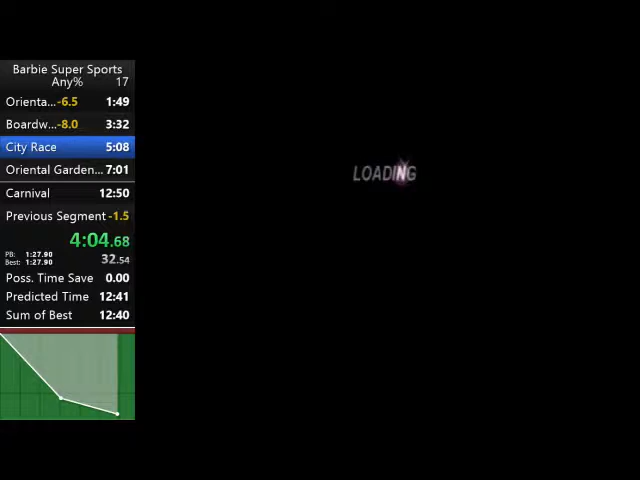 Barbie Super Sports
Any% 17
Orienta... -6.5 1:49
Boardw... -8.0 3:32
City Race 5:08
Oriental Garden... 7:01
Carnival 12:50
Previous Segment -1.5
4:04.68
PB: 1:27.90
Best: 1:27.90
32.54
Poss. Time Save 0.00
Predicted Time 12:41
Sum of Best 12:40
LOADING